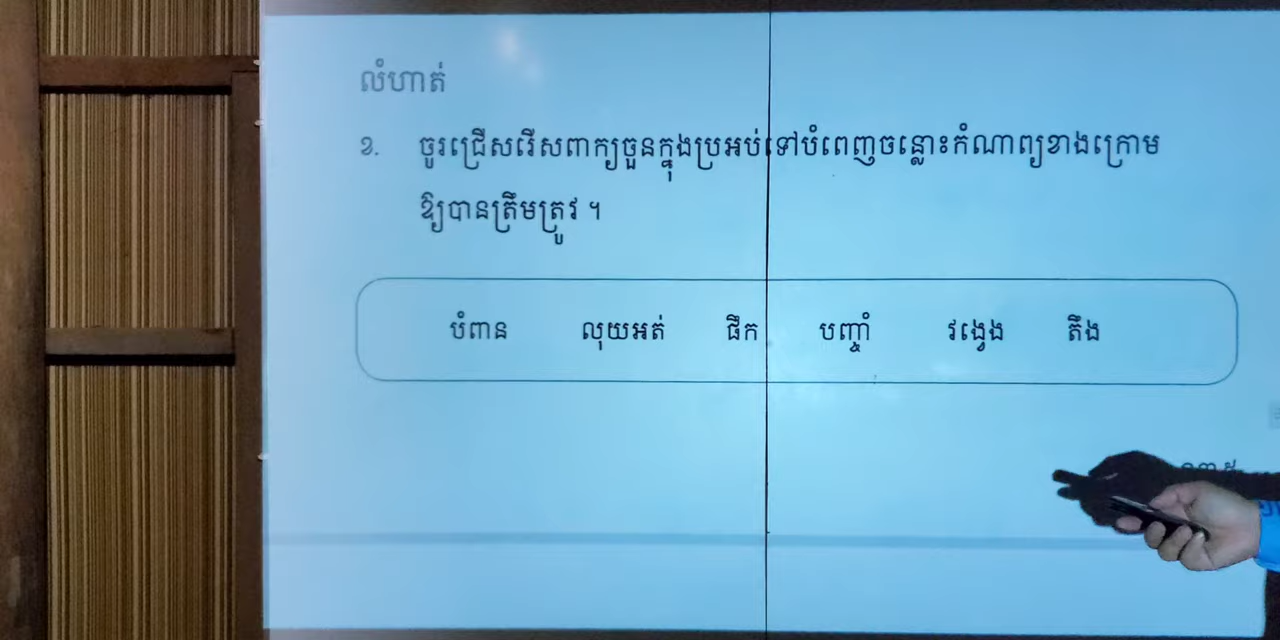 លំហាត់
ខ. ចូរជ្រើសរើសពាក្យចួនក្នុងប្រអប់ទៅបំពេញចន្លោះកំណាព្យខាងក្រោម
ឱ្យបានត្រឹមត្រូវ ។
បំពាន លុយអត់ ផឹក បញ្ចាំ វង្វេង តឹង